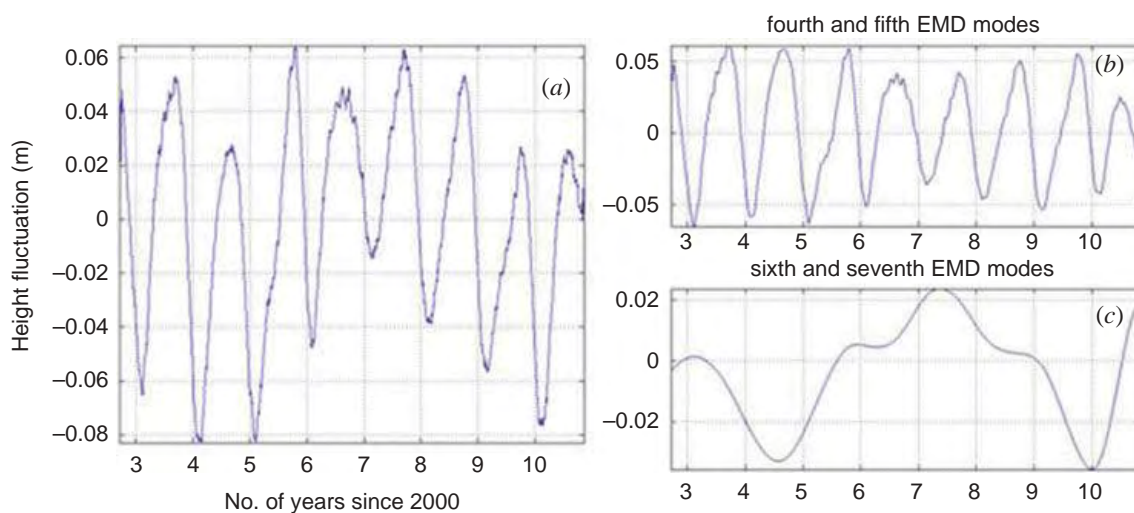 Height fluctuation (m)
0.06
0.04
0.02
0
–0.02
–0.04
–0.06
–0.08
(a)
3 4 5 6 7 8 9 10
No. of years since 2000
fourth and fifth EMD modes
0.05
0
–0.05
(b)
3 4 5 6 7 8 9 10
sixth and seventh EMD modes
0.02
0
–0.02
(c)
3 4 5 6 7 8 9 10